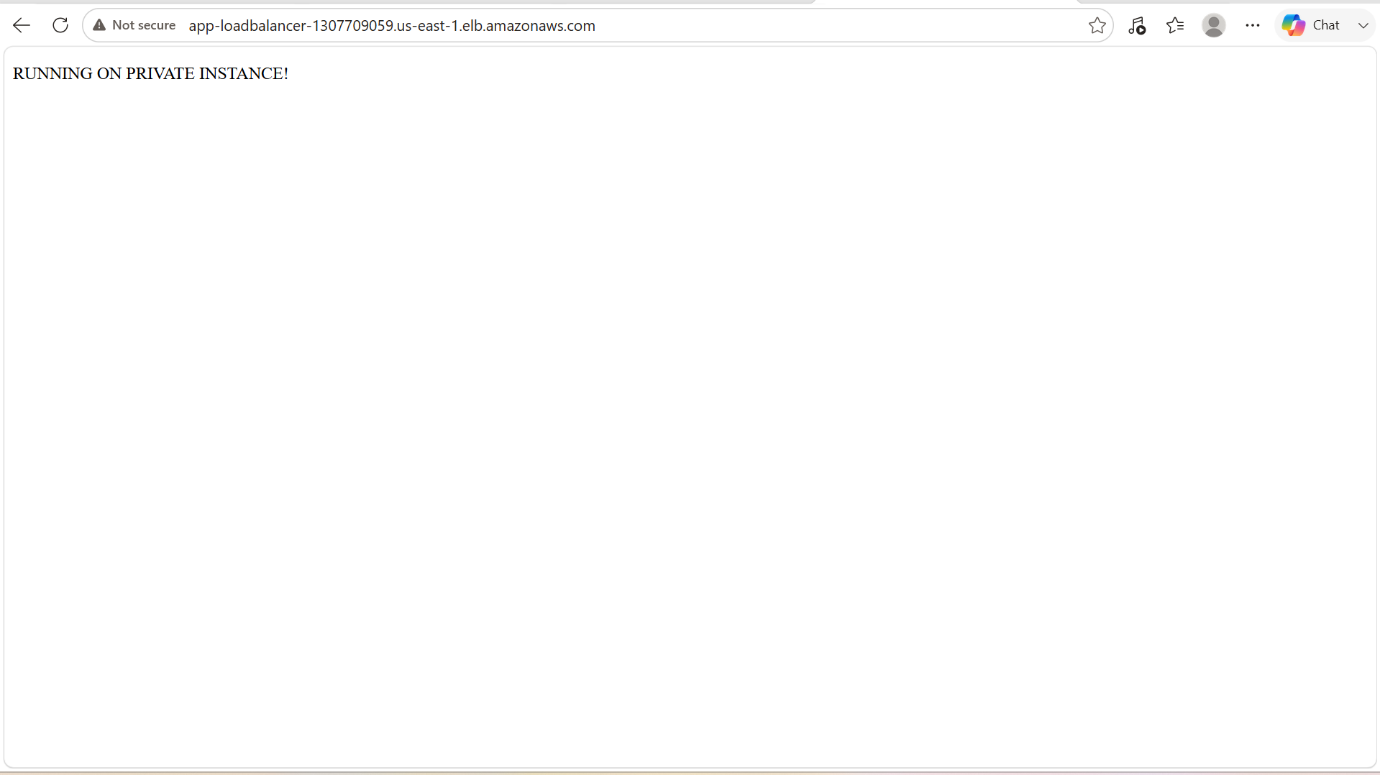 Not secure app-loadbalancer-1307709059.us-east-1.elb.amazonaws.com Chat
RUNNING ON PRIVATE INSTANCE!